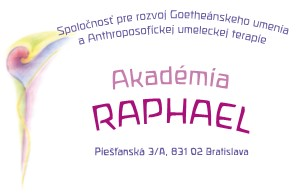 Spoločnosť pre rozvoj Goetheánskeho umenia
a Anthroposofickej umeleckej terapie
Akadémia
RAPHAEL
Piešťanská 3/A, 831 02 Bratislava